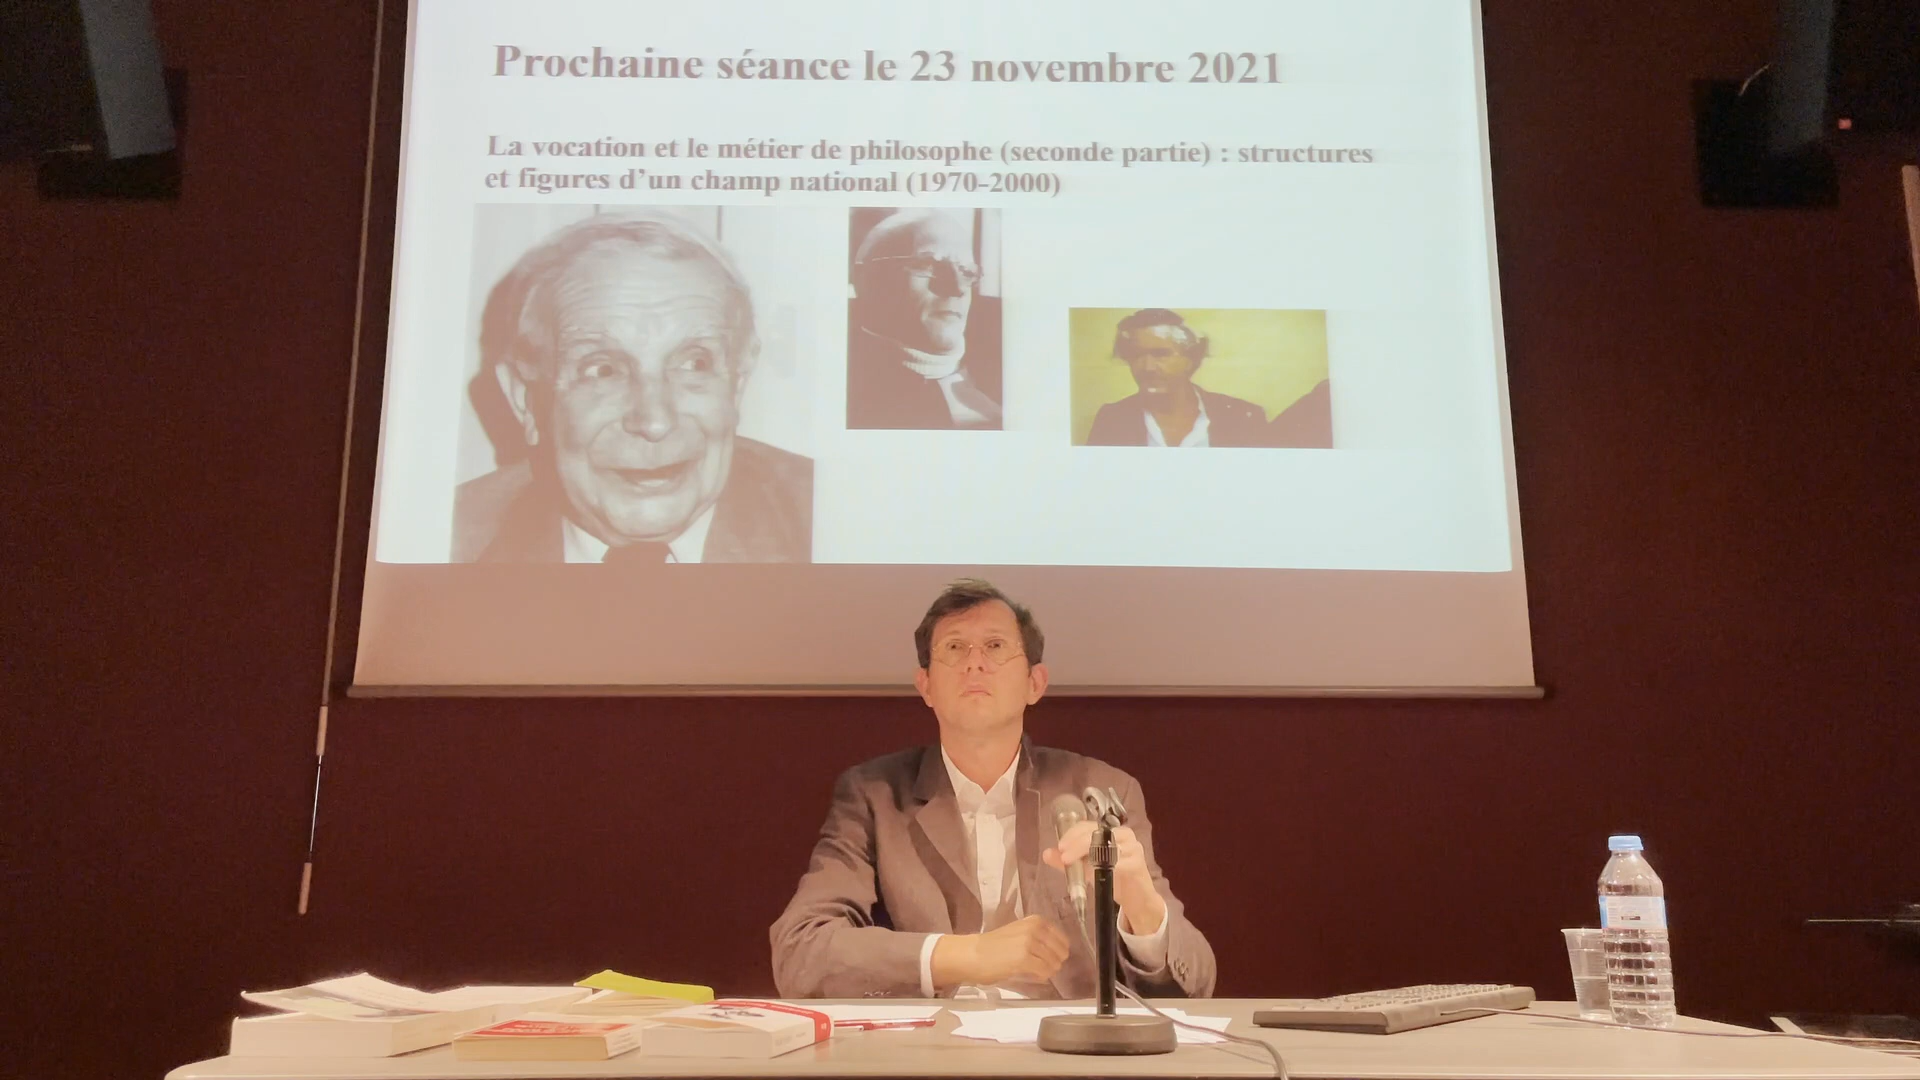 Prochaine séance le 23 novembre 2021
La vocation et le métier de philosophe (seconde partie) : structures
et figures d’un champ national (1970-2000)